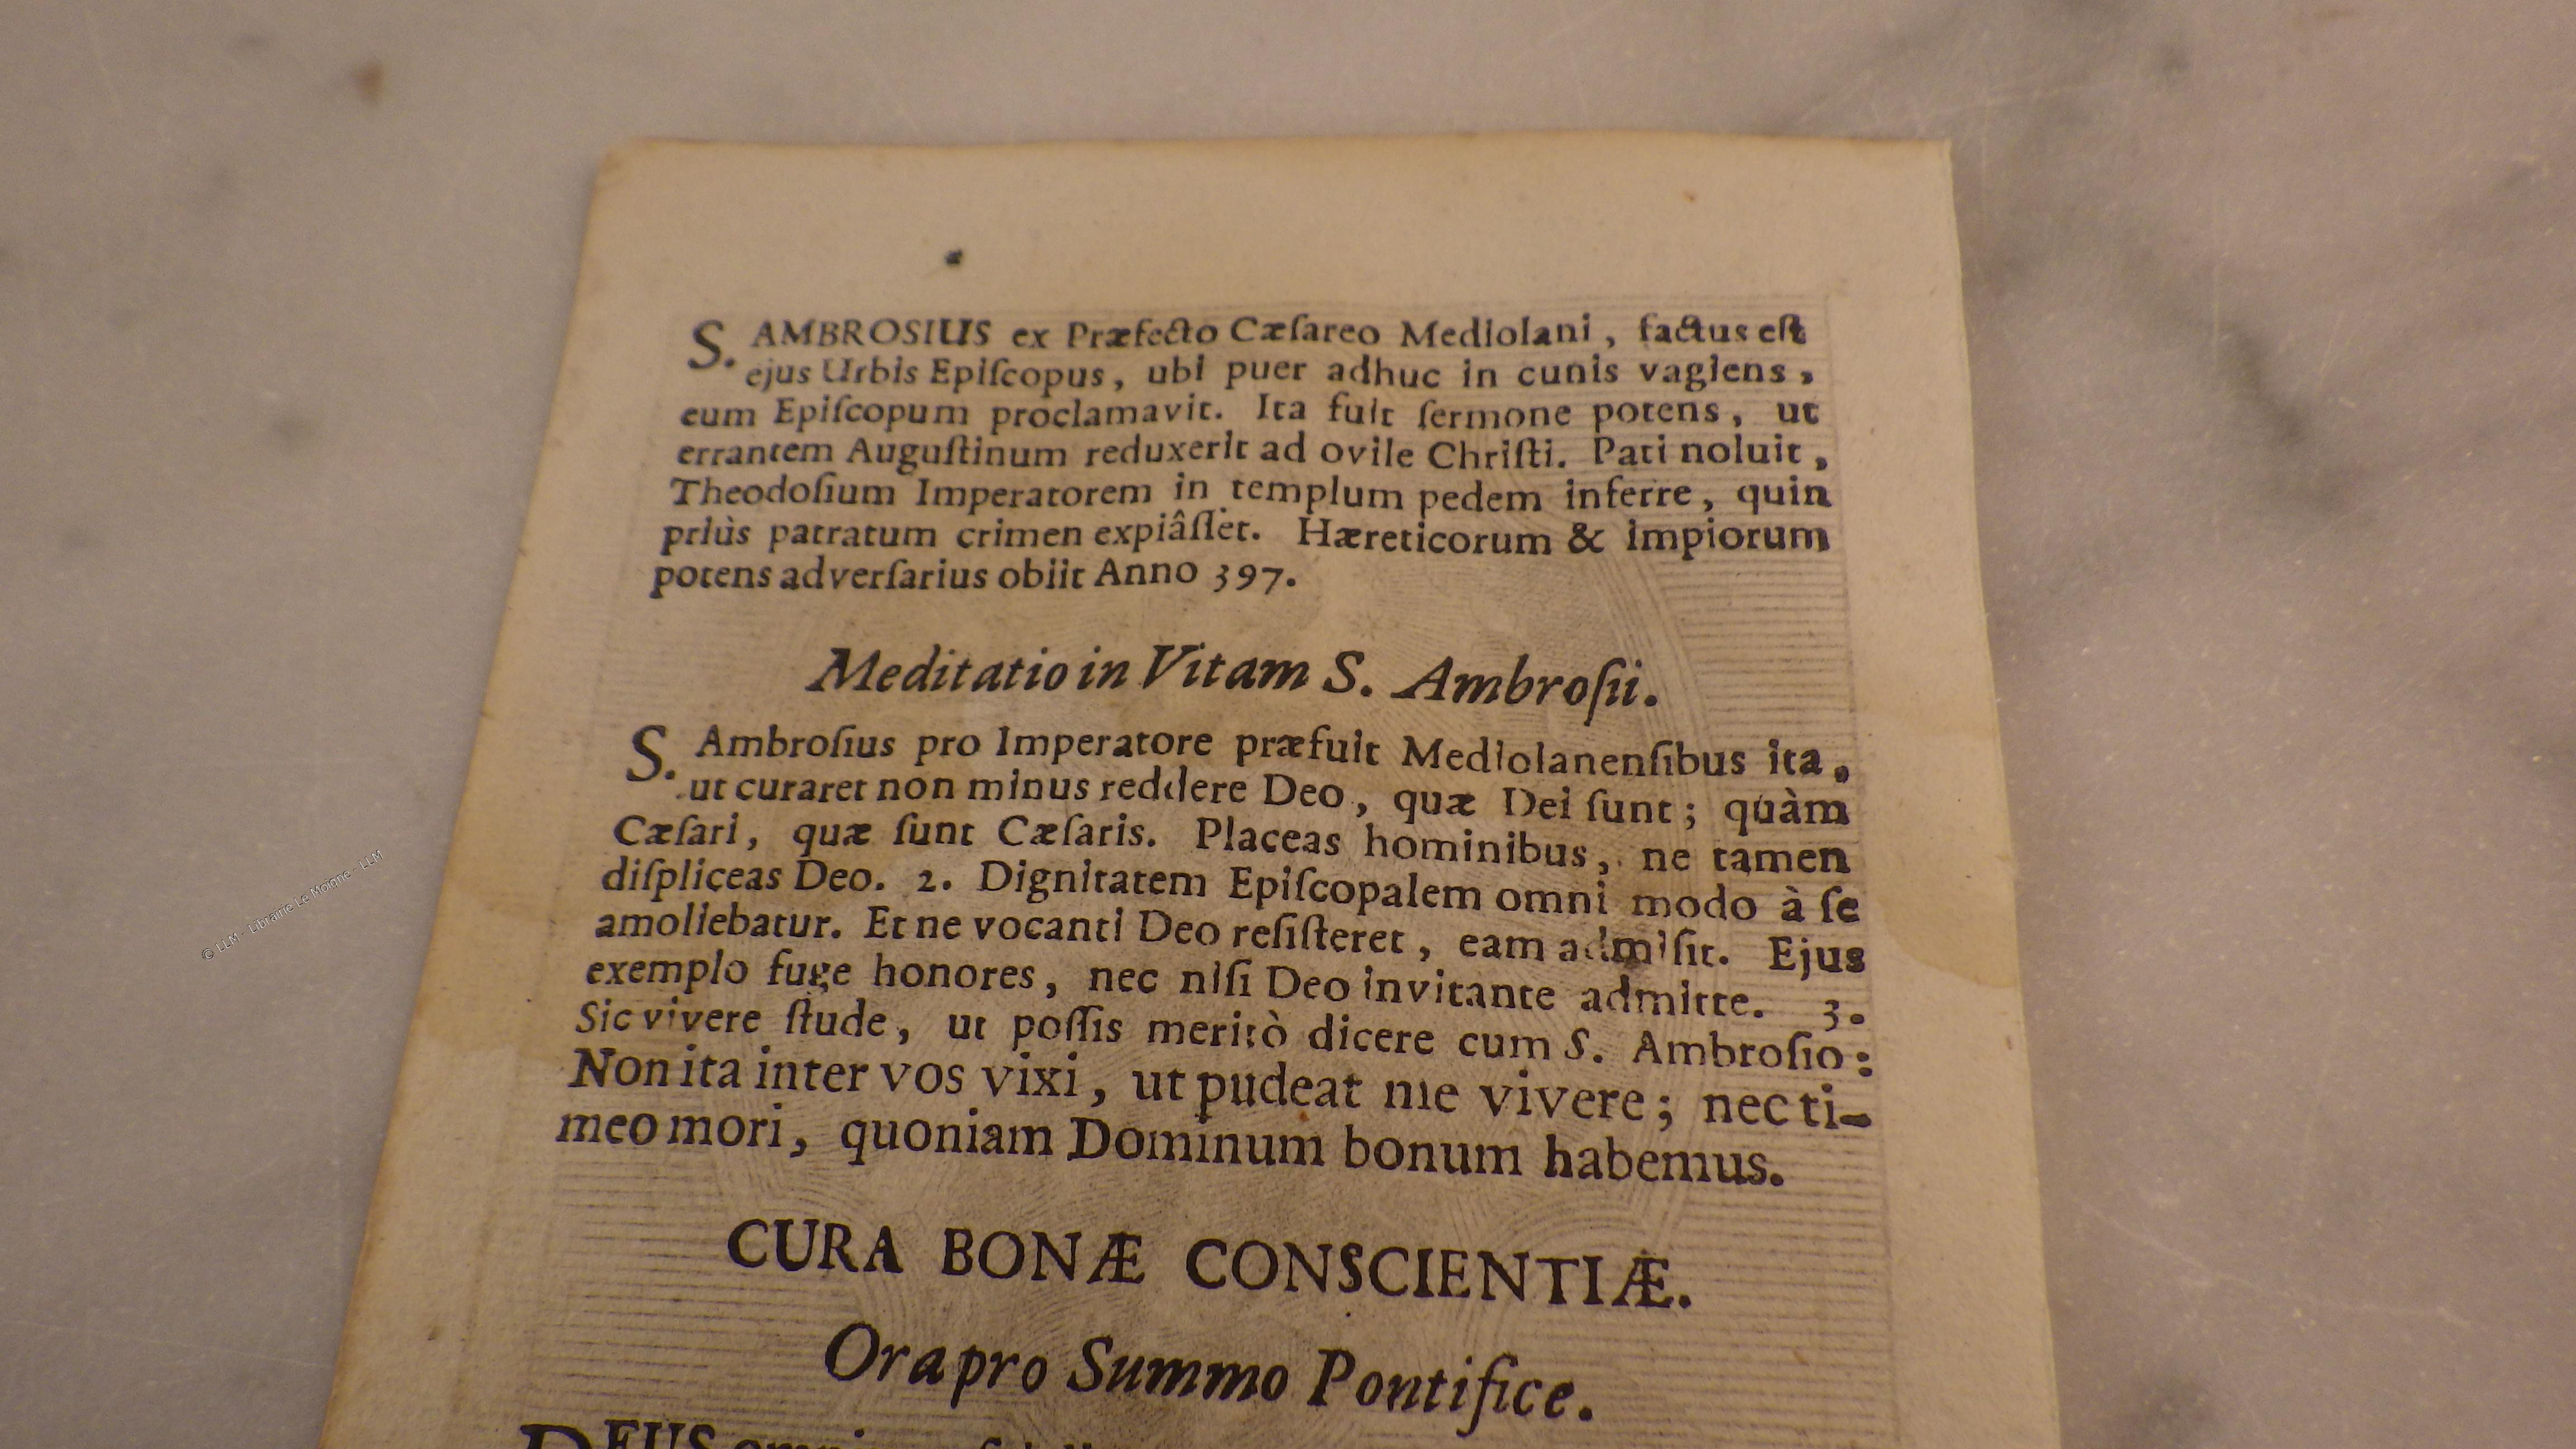 S. AMBROSIUS ex Præfecto Cæſareo Mediolani, factus eſt
ejus Urbis Epiſcopus, ubi puer adhuc in cunis vagiens,
eum Epiſcopum proclamavit. Ita fuit ſermone potens, ut
errantem Auguſtinum reduxerit ad ovile Chriſti. Pati noluit,
Theodoſium Imperatorem in templum pedem inferre, quin
priùs patratum crimen expiâſſet. Hæreticorum & impiorum
potens adverſarius obiit Anno 397.
Meditatio in Vitam S. Ambroſii.
S. Ambroſius pro Imperatore præfuit Mediolanenſibus ita,
ut curaret non minus reddere Deo, quæ Dei ſunt; quàm
Cæſari, quæ ſunt Cæſaris. Placeas hominibus, ne tamen
diſpliceas Deo. 2. Dignitatem Epiſcopalem omni modo à ſe
amoliebatur. Et ne vocanti Deo reſiſteret, eam admiſit. Ejus
exemplo fuge honores, nec niſi Deo invitante admitte. 3.
Sic vivere ſtude, ut poſſis meritò dicere cum S. Ambroſio:
Non ita inter vos vixi, ut pudeat me vivere; nec ti-
meo mori, quoniam Dominum bonum habemus.
CURA BONÆ CONSCIENTIÆ.
Ora pro Summo Pontifice.
DEUS
© LLM - Librairie Le Moigne - LLM